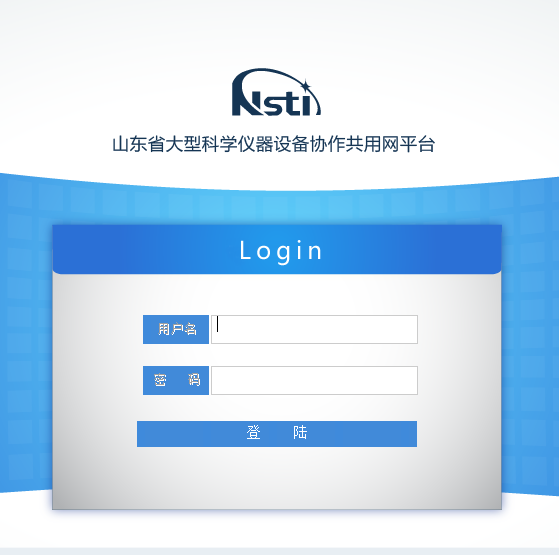 Nsti
山东省大型科学仪器设备协作共用网平台
Login
用户名
密 码
登 陆